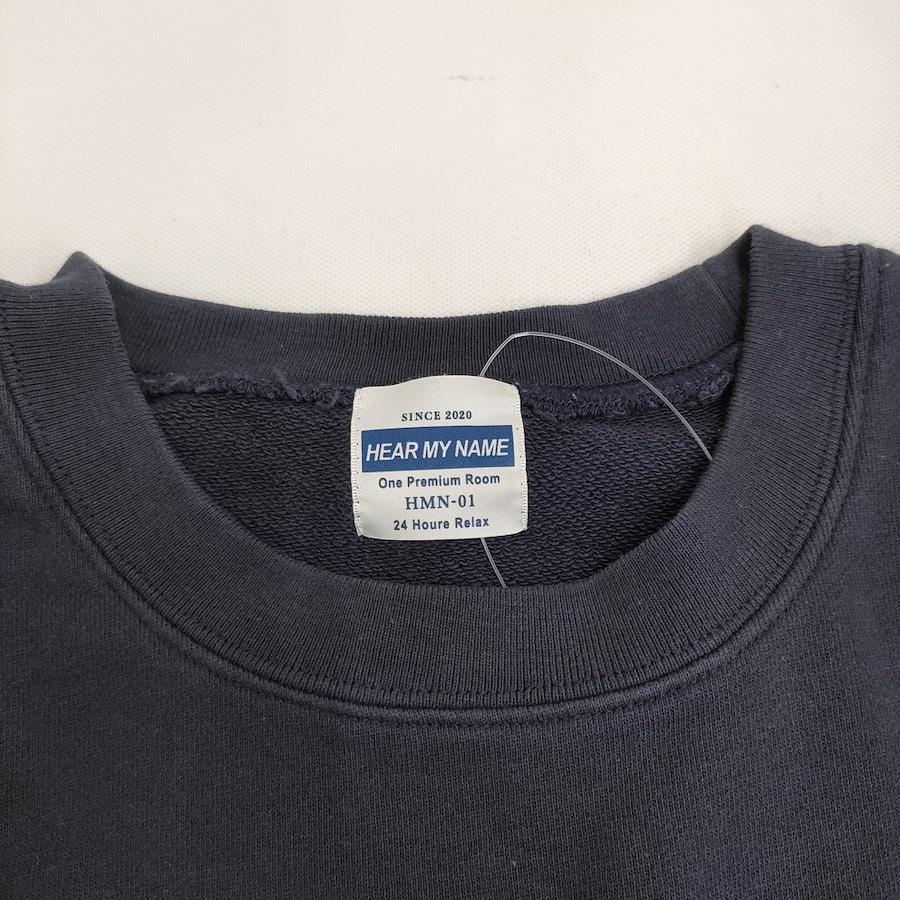 SINCE 2020
HEAR MY NAME
One Premium Room
HMN-01
24 Houre Relax